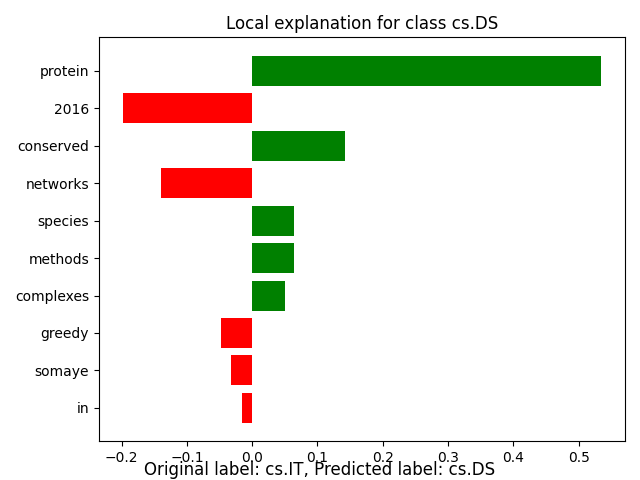 Local explanation for class cs.DS
protein
2016
conserved
networks
species
methods
complexes
greedy
somaye
in
−0.2 −0.1 0.0 0.1 0.2 0.3 0.4 0.5
Original label: cs.IT, Predicted label: cs.DS